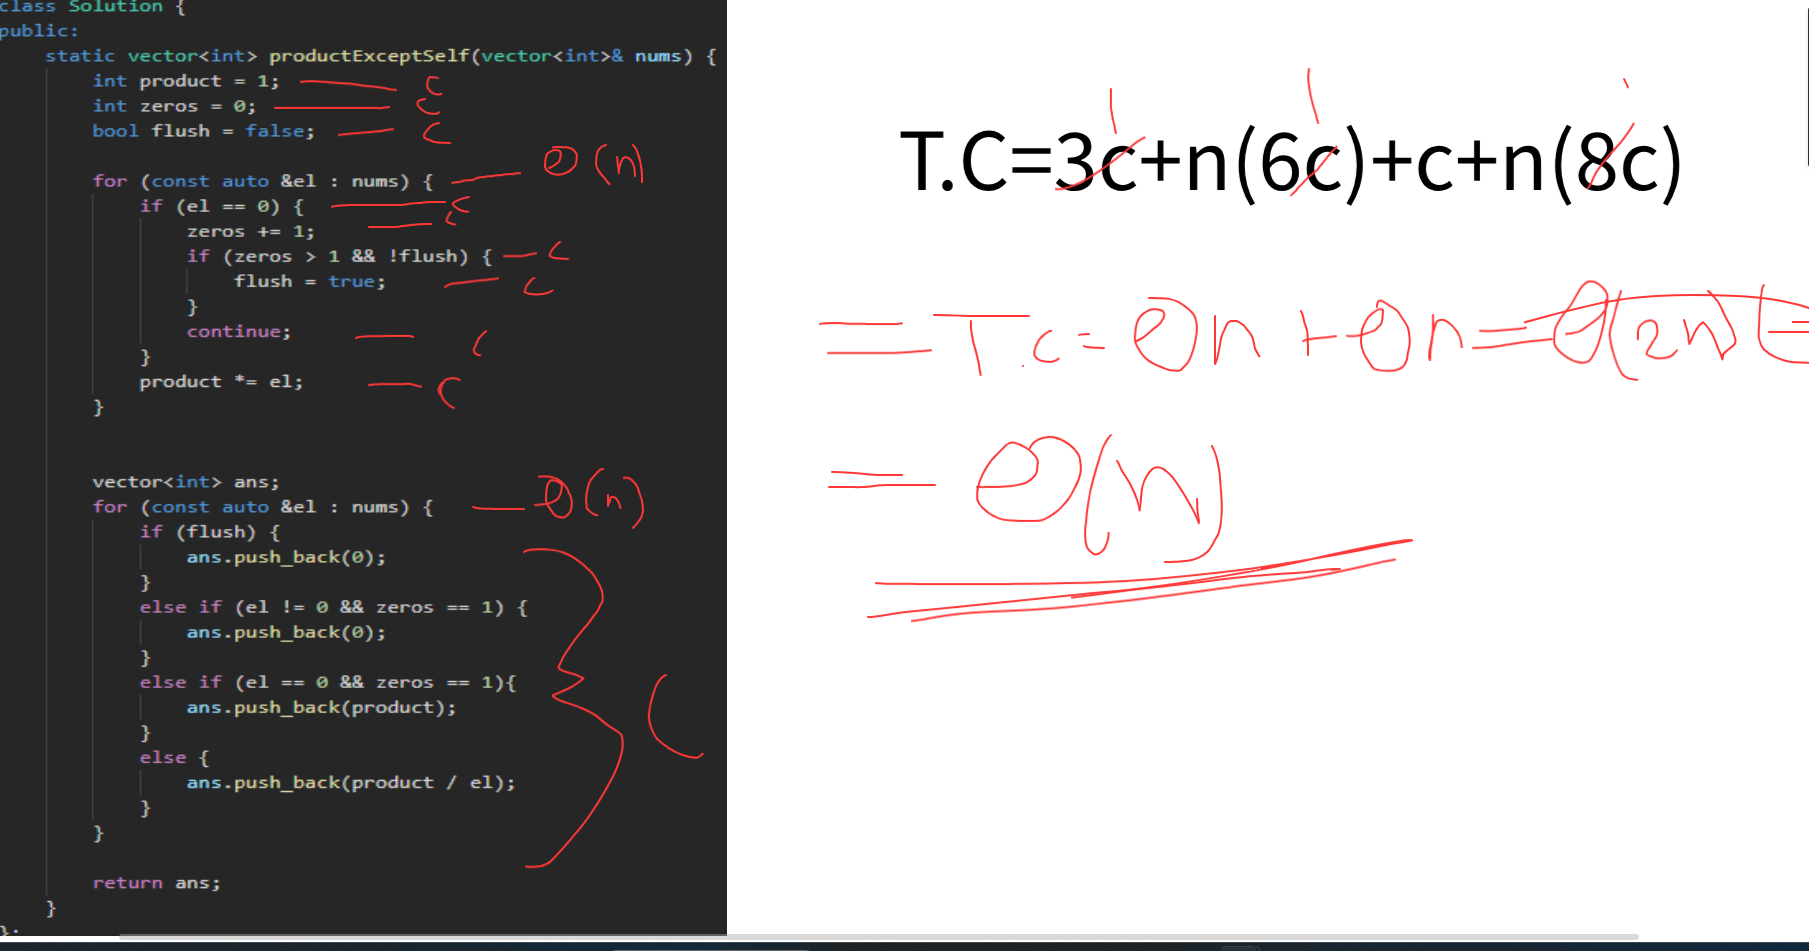 class Solution {
public:
static vector<int> productExceptSelf(vector<int>& nums) {
int product = 1; c
int zeros = 0; c
bool flush = false; c
for (const auto &el : nums) { Θ(n)
if (el == 0) { c
zeros += 1; c
if (zeros > 1 && !flush) { c
flush = true; c
}
continue; c
}
product *= el; c
}
vector<int> ans;
for (const auto &el : nums) { Θ(n)
if (flush) {
ans.push_back(0);
}
else if (el != 0 && zeros == 1) {
ans.push_back(0);
}
else if (el == 0 && zeros == 1){
ans.push_back(product); c
}
else {
ans.push_back(product / el);
}
}
return ans;
}
};
T.C=3c+n(6c)+c+n(8c)
= T.C = Θn + Θn = Θ(2n) =
= Θ(n)